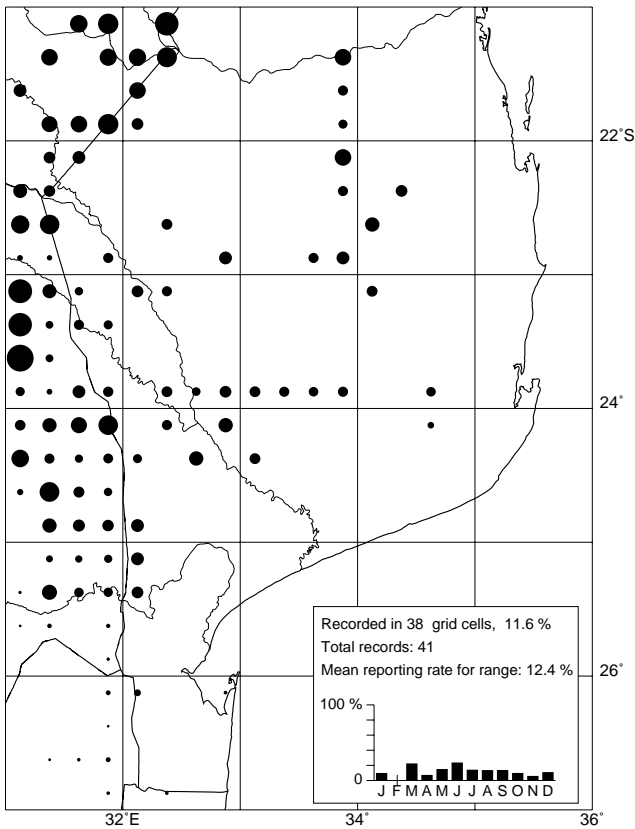 22°S
24°
Recorded in 38 grid cells, 11.6 %
Total records: 41
Mean reporting rate for range: 12.4 %
26°
100 %
J F M A M J J A S O N D
32°E 34° 36°